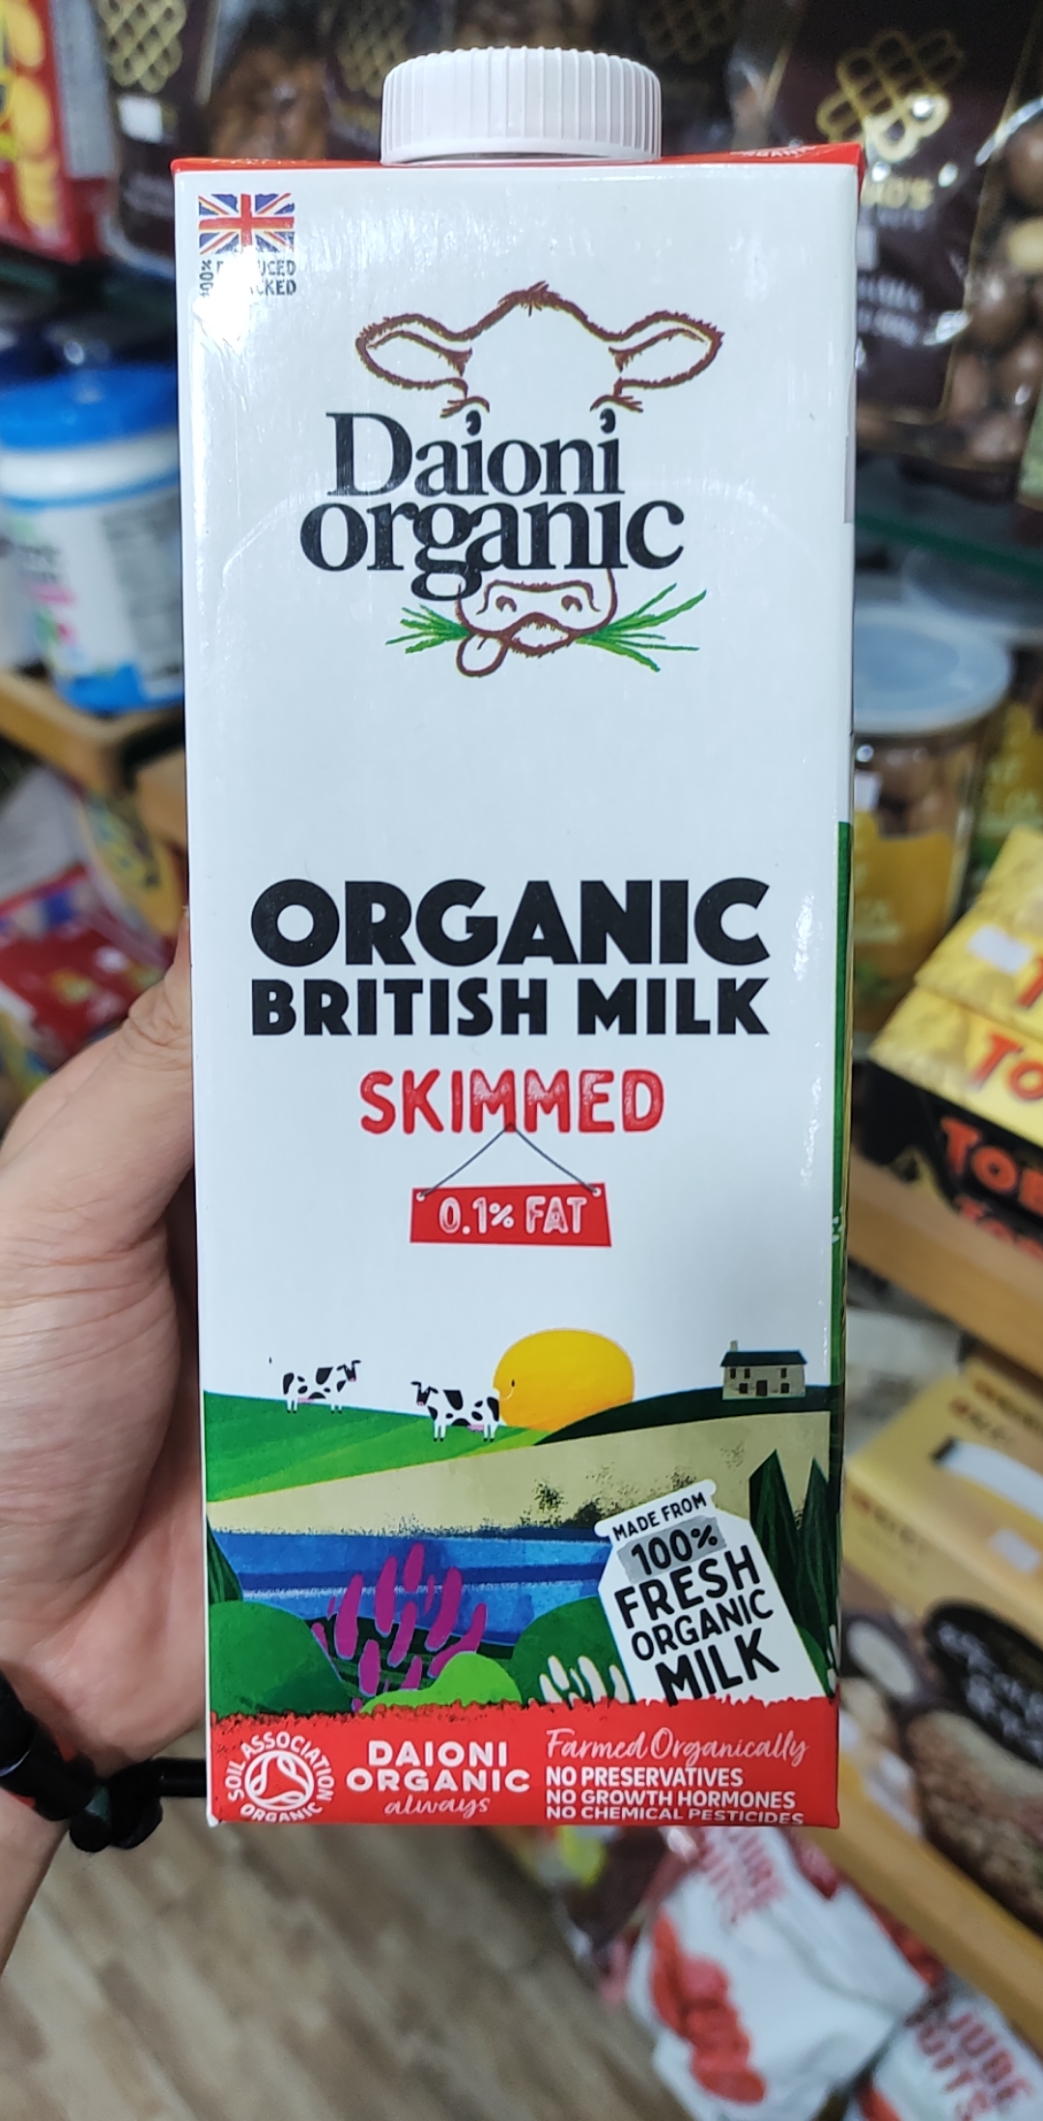 Daioni
organic
ORGANIC
BRITISH MILK
SKIMMED
0.1% FAT
MADE FROM
100%
FRESH
ORGANIC
MILK
SOIL ASSOCIATION
ORGANIC
DAIONI
ORGANIC
always
Farmed Organically
NO PRESERVATIVES
NO GROWTH HORMONES
NO CHEMICAL PESTICIDES